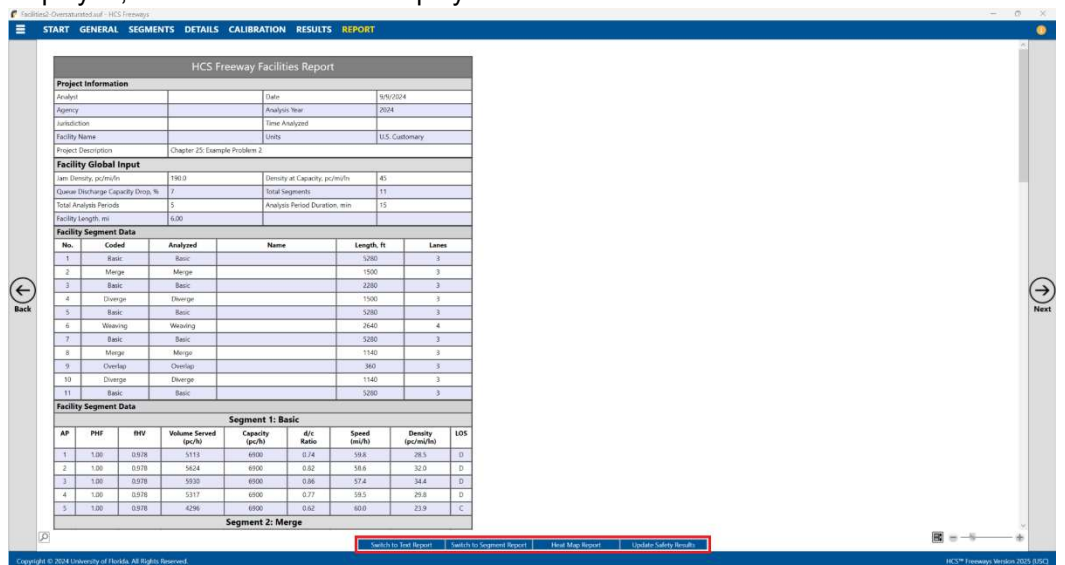 Facilities2-Oversaturated.xuf - HCS Freeways
START GENERAL SEGMENTS DETAILS CALIBRATION RESULTS REPORT
HCS Freeway Facilities Report
Project Information
Analyst Date 9/9/2024
Agency Analysis Year 2024
Jurisdiction Time Analyzed
Facility Name Units U.S. Customary
Project Description Chapter 25: Example Problem 2
Facility Global Input
Jam Density, pc/mi/ln 190.0 Density at Capacity, pc/mi/ln 45
Queue Discharge Capacity Drop, % 7 Total Segments 11
Total Analysis Periods 5 Analysis Period Duration, min 15
Facility Length, mi 6.00
Facility Segment Data
No. Coded Analyzed Name Length, ft Lanes
1 Basic Basic 5280 3
2 Merge Merge 1500 3
3 Basic Basic 2280 3
4 Diverge Diverge 1500 3
5 Basic Basic 5280 3
6 Weaving Weaving 2640 4
7 Basic Basic 5280 3
8 Merge Merge 1140 3
9 Overlap Overlap 360 3
10 Diverge Diverge 1140 3
11 Basic Basic 5280 3
Facility Segment Data
Segment 1: Basic
AP PHF fHV Volume Served (pc/h) Capacity (pc/h) d/c Ratio Speed (mi/h) Density (pc/mi/ln) LOS
1 1.00 0.978 5113 6900 0.74 59.8 28.5 D
2 1.00 0.978 5624 6900 0.82 58.6 32.0 D
3 1.00 0.978 5930 6900 0.86 57.4 34.4 D
4 1.00 0.978 5317 6900 0.77 59.5 29.8 D
5 1.00 0.978 4296 6900 0.62 60.0 23.9 C
Segment 2: Merge
Back
Next
Switch to Text Report Switch to Segment Report Heat Map Report Update Safety Results
Copyright © 2024 University of Florida. All Rights Reserved. HCS™ Freeways Version 2025 (USC)